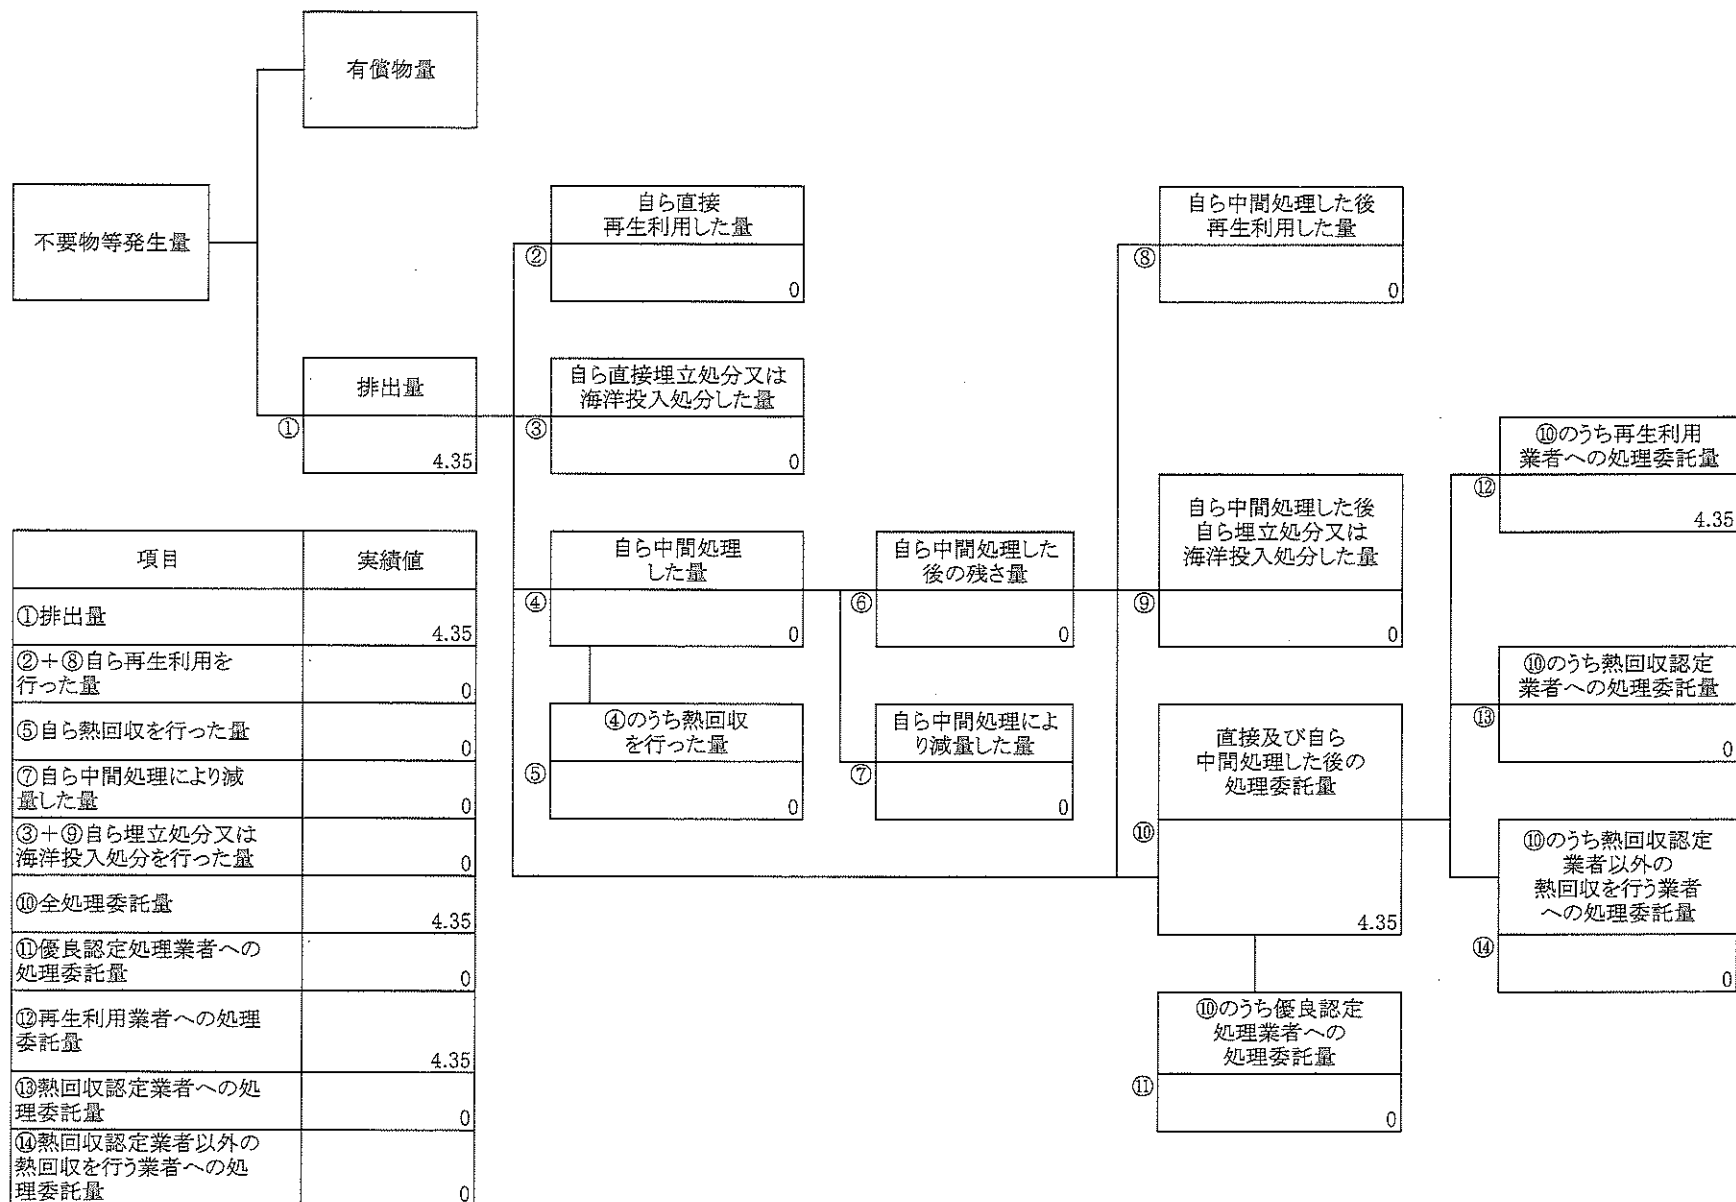 有償物量
不要物等発生量
排出量
①
4.35
自ら直接
再生利用した量
②
0
自ら直接埋立処分又は
海洋投入処分した量
③
0
自ら中間処理
した量
④
0
④のうち熱回収
を行った量
⑤
0
自ら中間処理した
後の残さ量
⑥
0
自ら中間処理によ
り減量した量
⑦
0
自ら中間処理した後
再生利用した量
⑧
0
自ら中間処理した後
自ら埋立処分又は
海洋投入処分した量
⑨
0
直接及び自ら
中間処理した後の
処理委託量
⑩
4.35
⑩のうち優良認定
処理業者への
処理委託量
⑪
0
⑩のうち再生利用
業者への処理委託量
⑫
4.35
⑩のうち熱回収認定
業者への処理委託量
⑬
0
⑩のうち熱回収認定
業者以外の
熱回収を行う業者
への処理委託量
⑭
0
項目 実績値
①排出量
4.35
②+⑧自ら再生利用を
行った量
0
⑤自ら熱回収を行った量
0
⑦自ら中間処理により減
量した量
0
③+⑨自ら埋立処分又は
海洋投入処分を行った量
0
⑩全処理委託量
4.35
⑪優良認定処理業者への
処理委託量
0
⑫再生利用業者への処理
委託量
4.35
⑬熱回収認定業者への処
理委託量
0
⑭熱回収認定業者以外の
熱回収を行う業者への処
理委託量
0